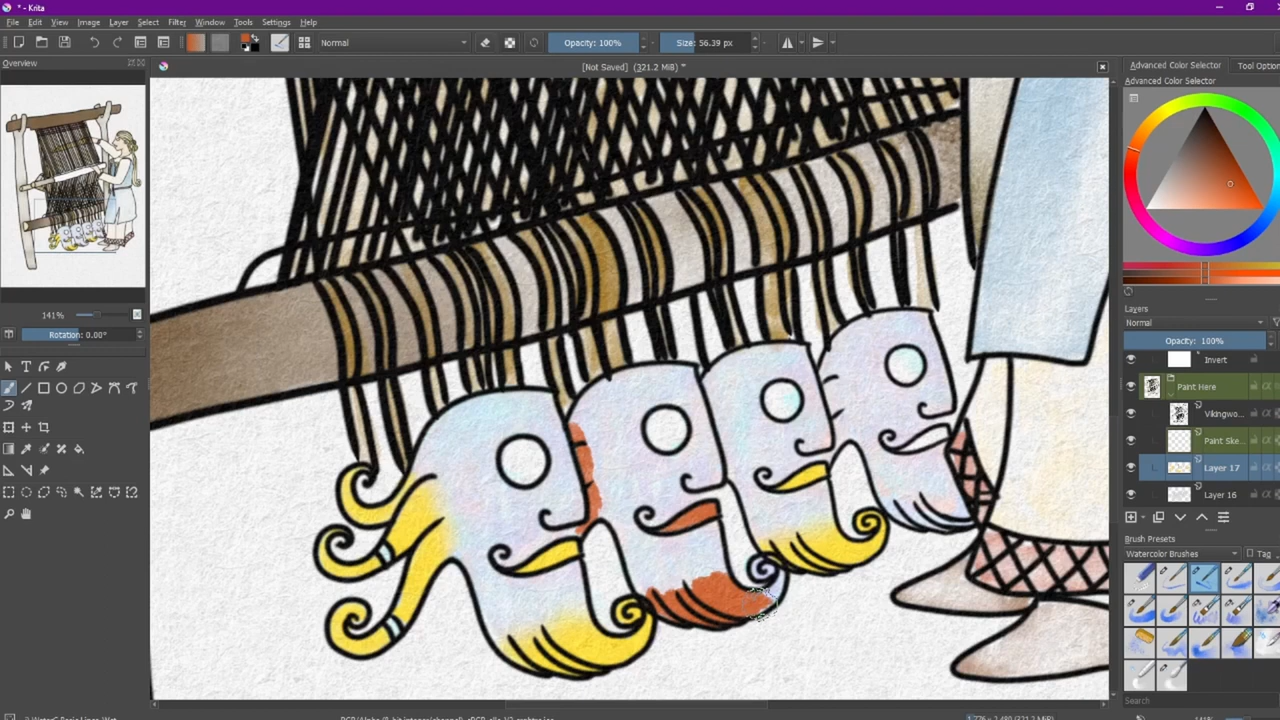 * - Krita
File Edit View Image Layer Select Filter Window Tools Settings Help
Normal Opacity: 100% Size: 56.39 px
Overview
[Not Saved] (321.2 MiB) *
Advanced Color Selector Tool Option
Advanced Color Selector
141%
Rotation: 0.00°
Layers
Normal
Opacity: 100%
Invert
Paint Here
Vikingwo...
Paint Ske...
Layer 17
Layer 16
Brush Presets
Watercolor Brushes Tag
Search